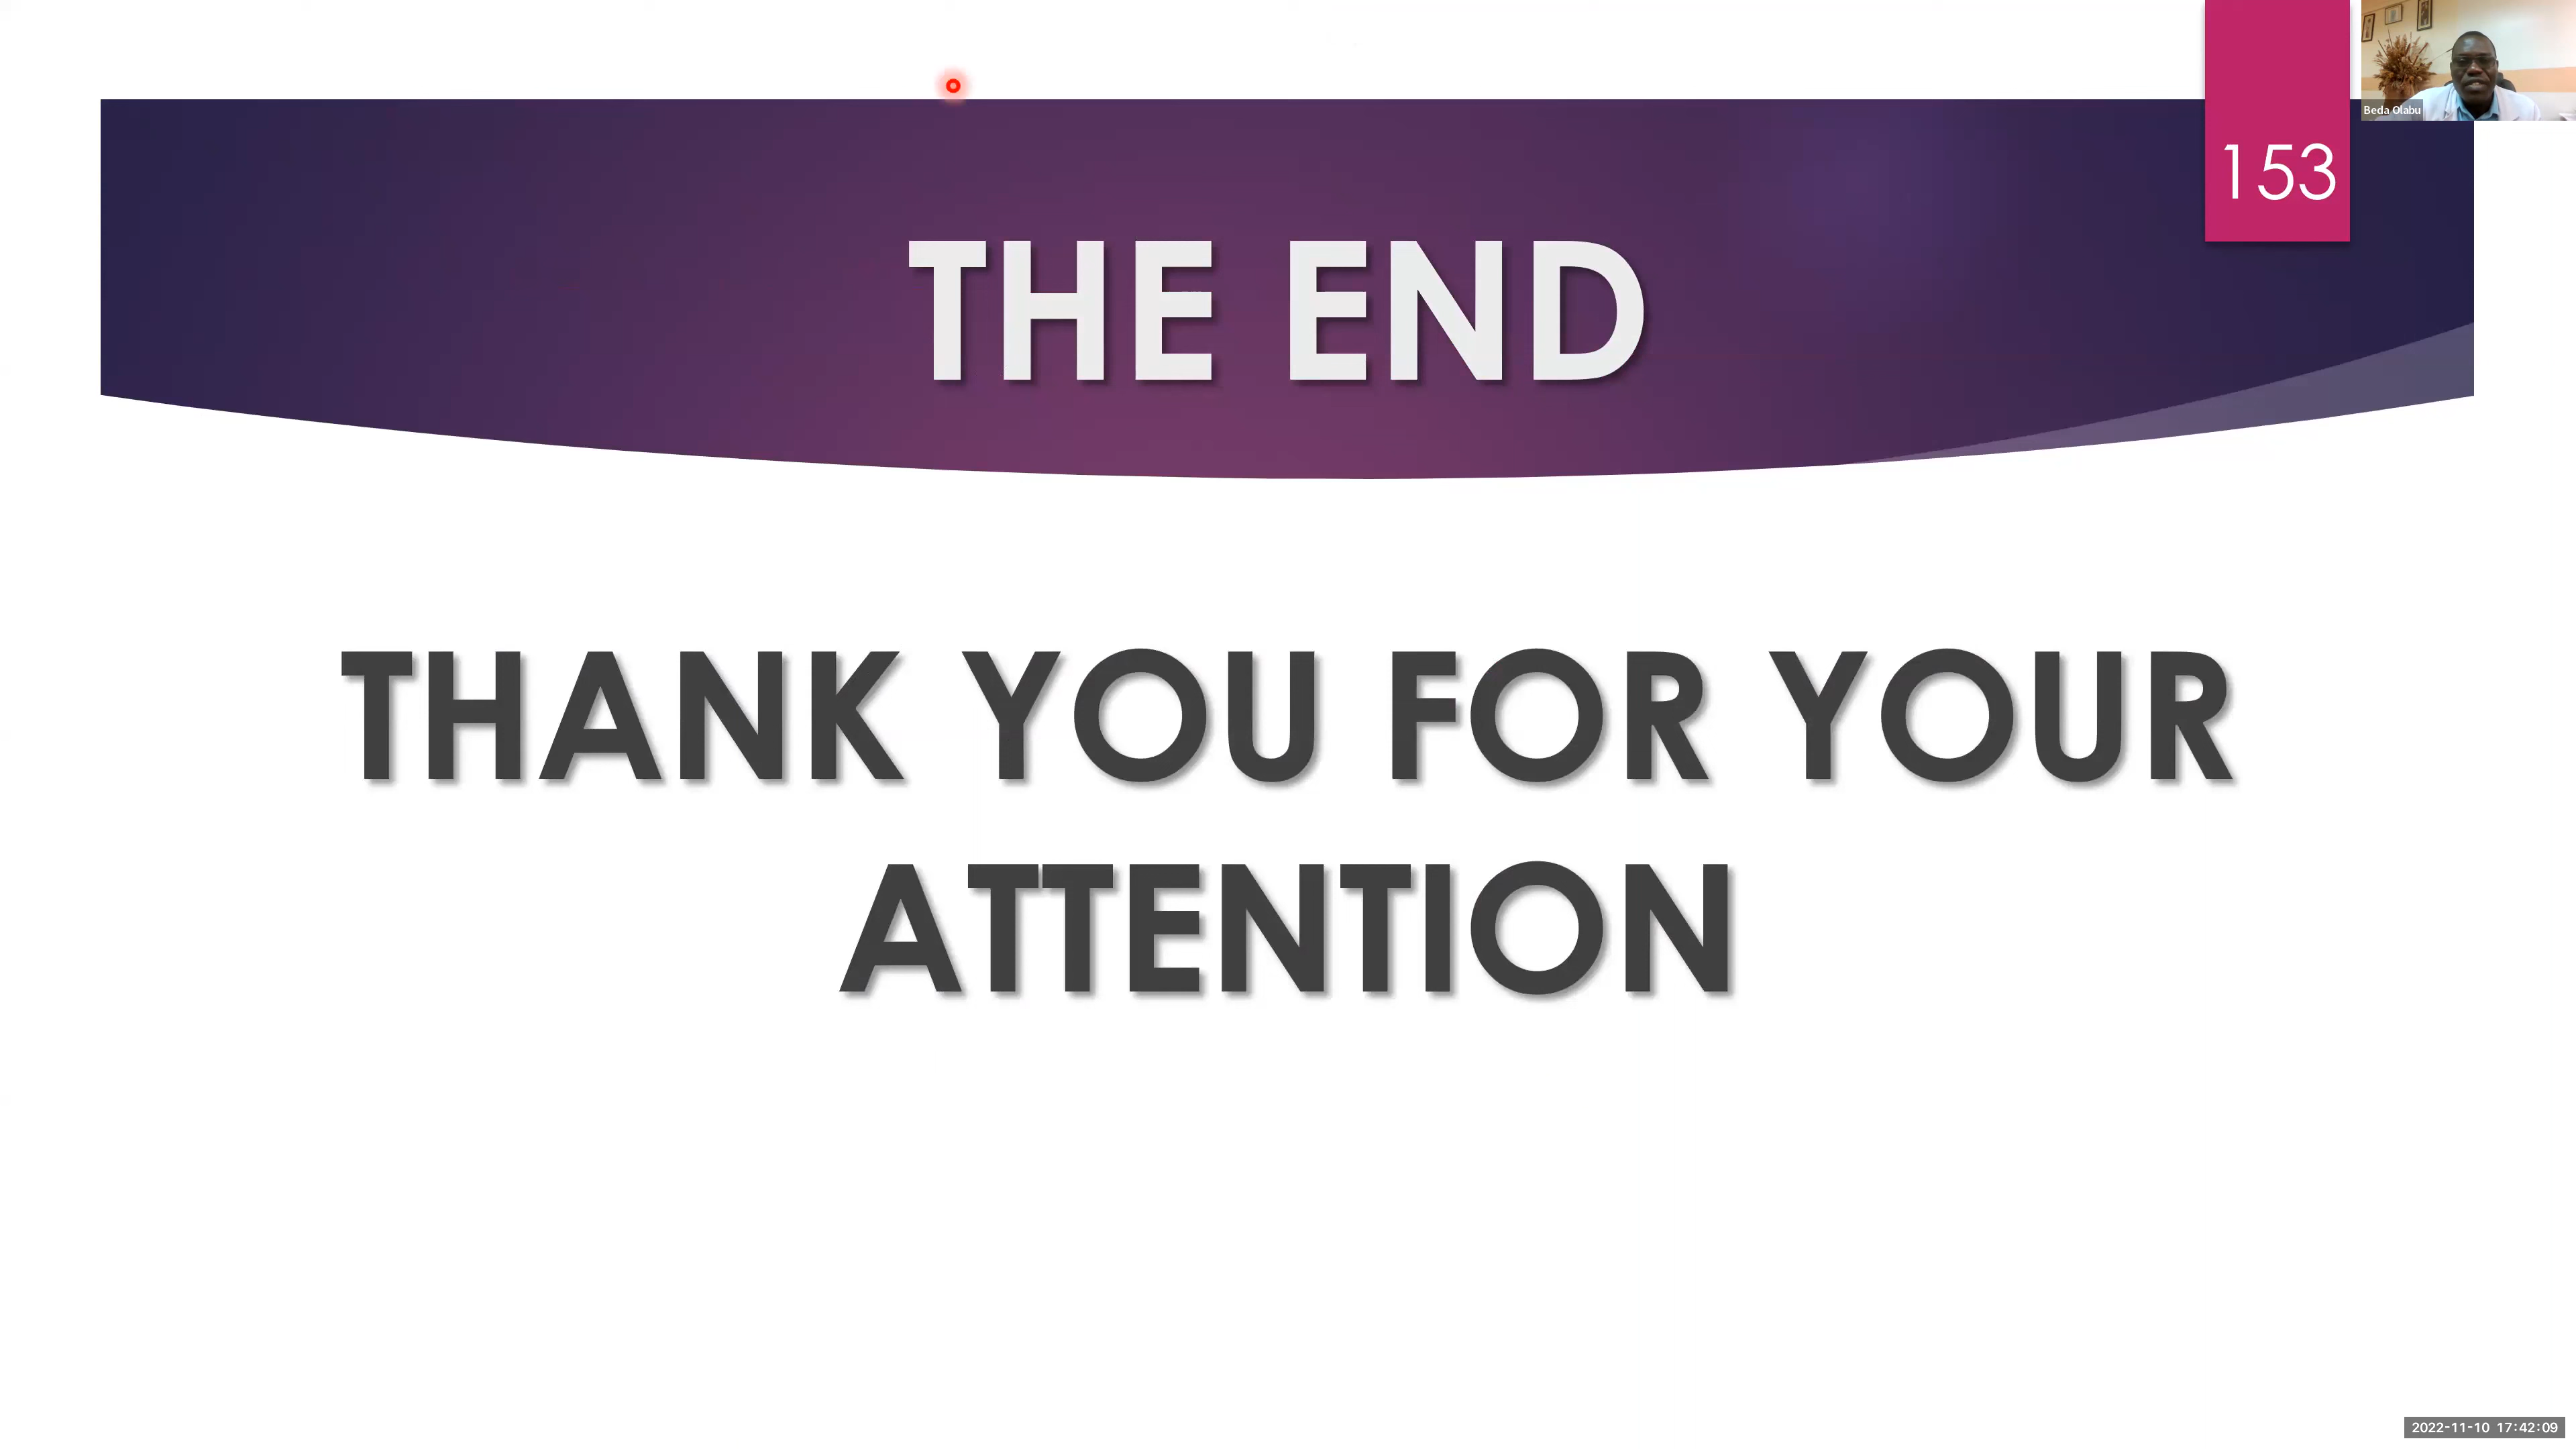 153
Beda Olabu
THE END
THANK YOU FOR YOUR
ATTENTION
2022-11-10 17:42:09